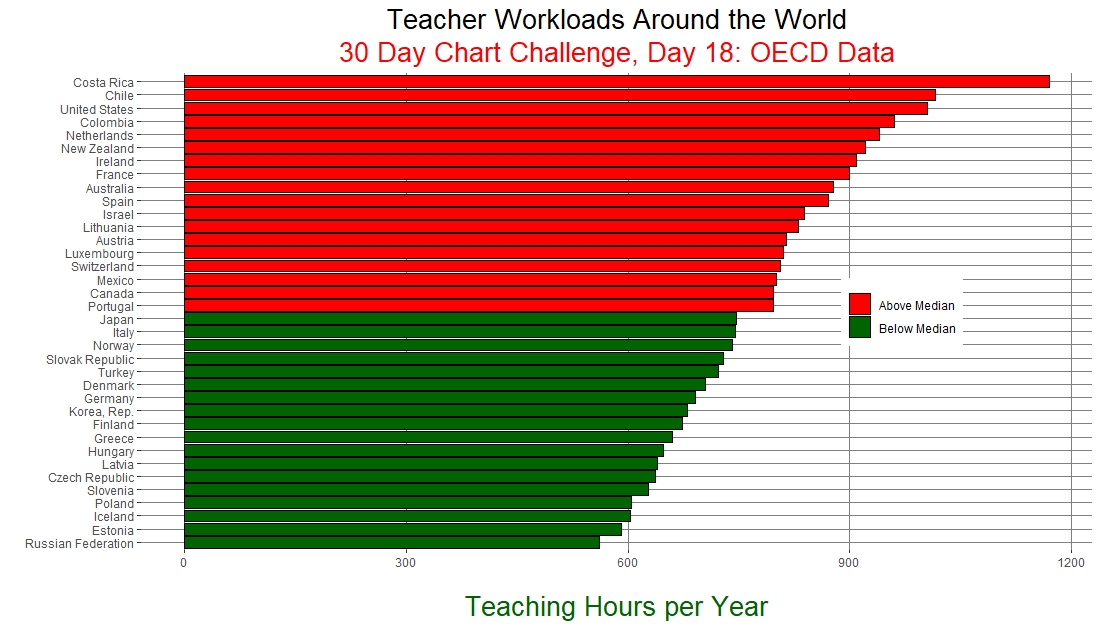 Teacher Workloads Around the World
30 Day Chart Challenge, Day 18: OECD Data
Costa Rica
Chile
United States
Colombia
Netherlands
New Zealand
Ireland
France
Australia
Spain
Israel
Lithuania
Austria
Luxembourg
Switzerland
Mexico
Canada
Portugal
Japan
Italy
Norway
Slovak Republic
Turkey
Denmark
Germany
Korea, Rep.
Finland
Greece
Hungary
Latvia
Czech Republic
Slovenia
Poland
Iceland
Estonia
Russian Federation
Above Median
Below Median
0 300 600 900 1200
Teaching Hours per Year